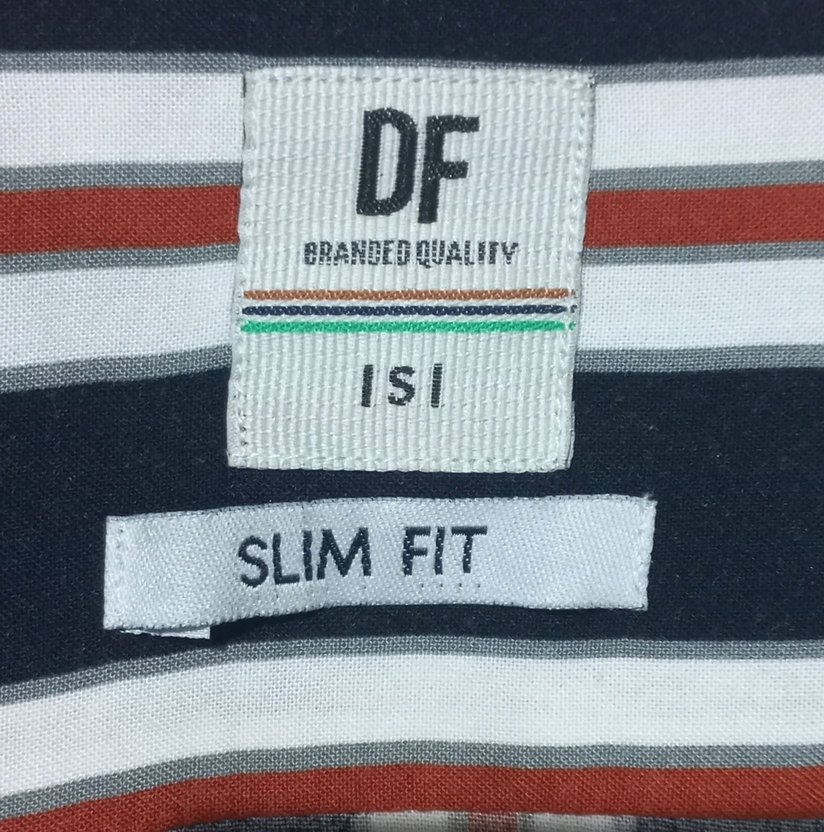 DF
BRANDED QUALITY
ISI
SLIM FIT